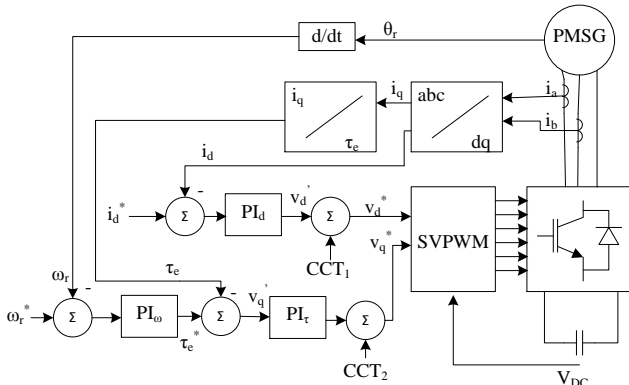 d/dt
θr
PMSG
iq
τe
iq
abc
dq
ia
ib
id
id*
Σ
-
PId
vd'
Σ
CCT1
vd*
vq*
SVPWM
ωr
τe
ωr*
Σ
-
PIω
τe*
Σ
-
vq'
PIτ
Σ
CCT2
VDC